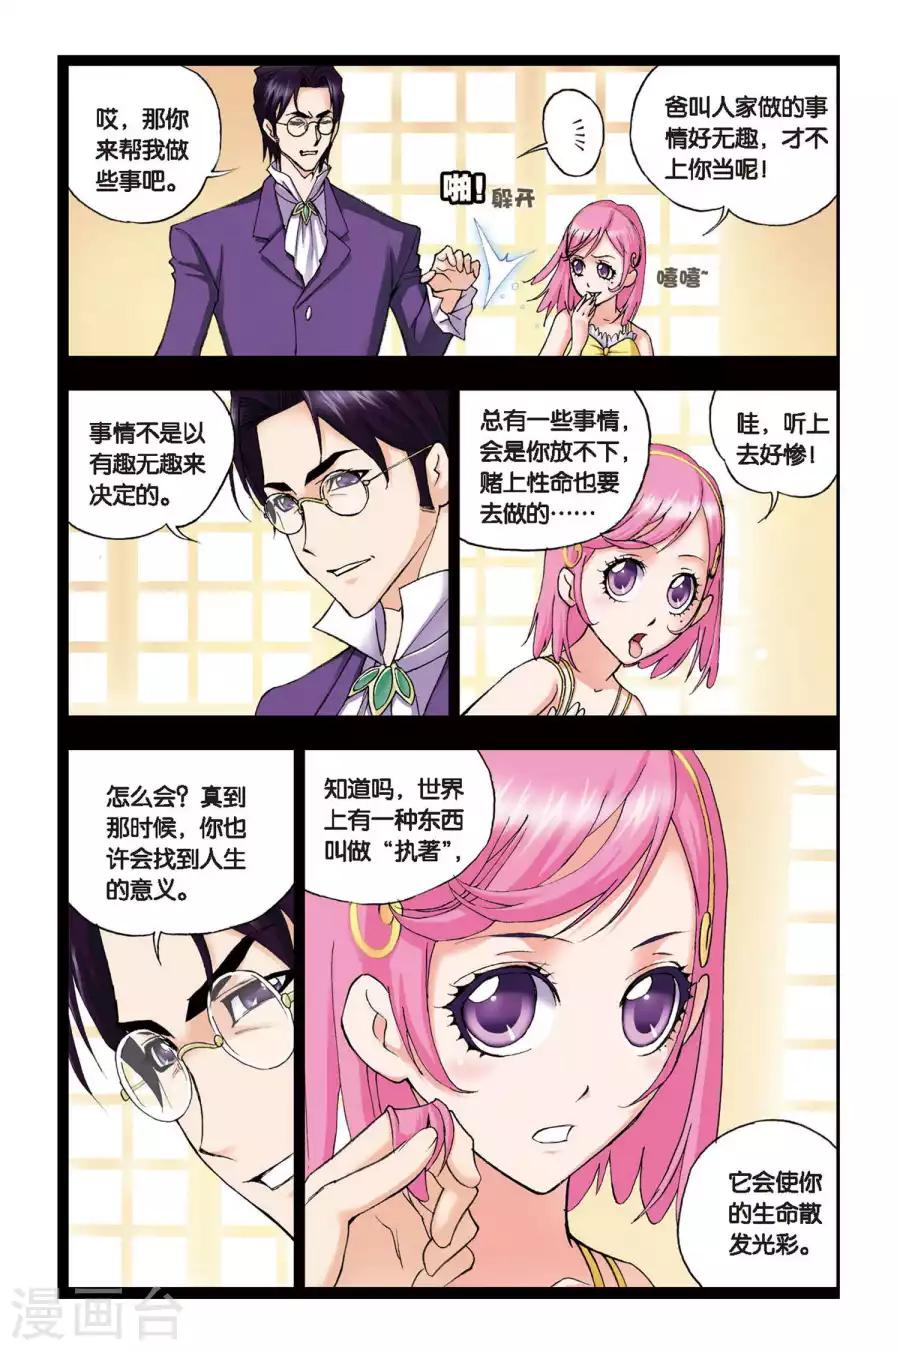 哎，那你
来帮我做
些事吧。
啪！
躲开
爸叫人家做的事
情好无趣，才不
上你当呢！
嘻嘻~
事情不是以
有趣无趣来
决定的。
总有一些事情，
会是你放不下，
赌上性命也要
去做的……
哇，听上
去好惨！
怎么会？真到
那时候，你也
许会找到人生
的意义。
知道吗，世界
上有一种东西
叫做“执著”，
它会使你
的生命散
发光彩。
漫画台